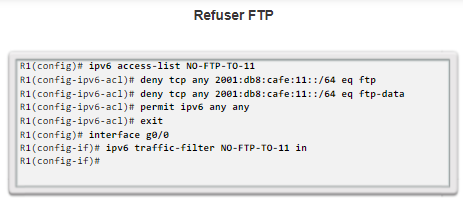 Refuser FTP
R1(config)# ipv6 access-list NO-FTP-TO-11
R1(config-ipv6-acl)# deny tcp any 2001:db8:cafe:11::/64 eq ftp
R1(config-ipv6-acl)# deny tcp any 2001:db8:cafe:11::/64 eq ftp-data
R1(config-ipv6-acl)# permit ipv6 any any
R1(config-ipv6-acl)# exit
R1(config)# interface g0/0
R1(config-if)# ipv6 traffic-filter NO-FTP-TO-11 in
R1(config-if)#